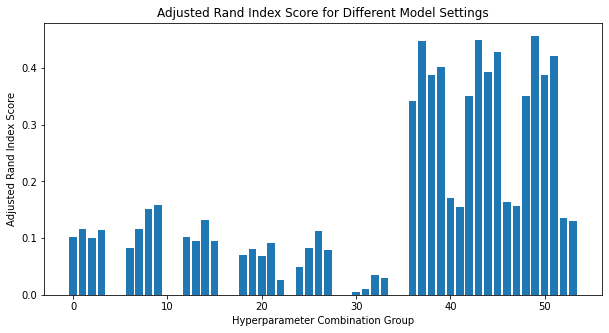 Adjusted Rand Index Score for Different Model Settings
Adjusted Rand Index Score
0.4
0.3
0.2
0.1
0.0
0 10 20 30 40 50
Hyperparameter Combination Group